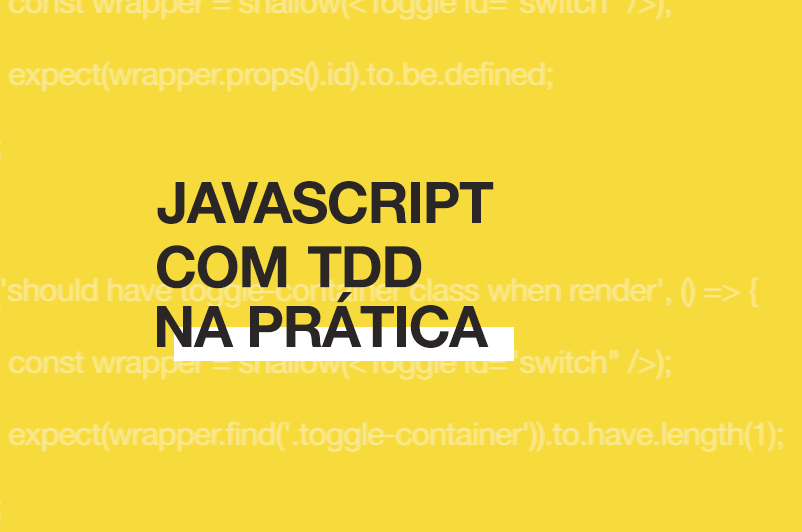 const wrapper = shallow(<Toggle id="switch" />);
expect(wrapper.props().id).to.be.defined;
JAVASCRIPT
COM TDD
'should have toggle-container class when render', () => {
NA PRÁTICA
const wrapper = shallow(<Toggle id="switch" />);
expect(wrapper.find('.toggle-container')).to.have.length(1);